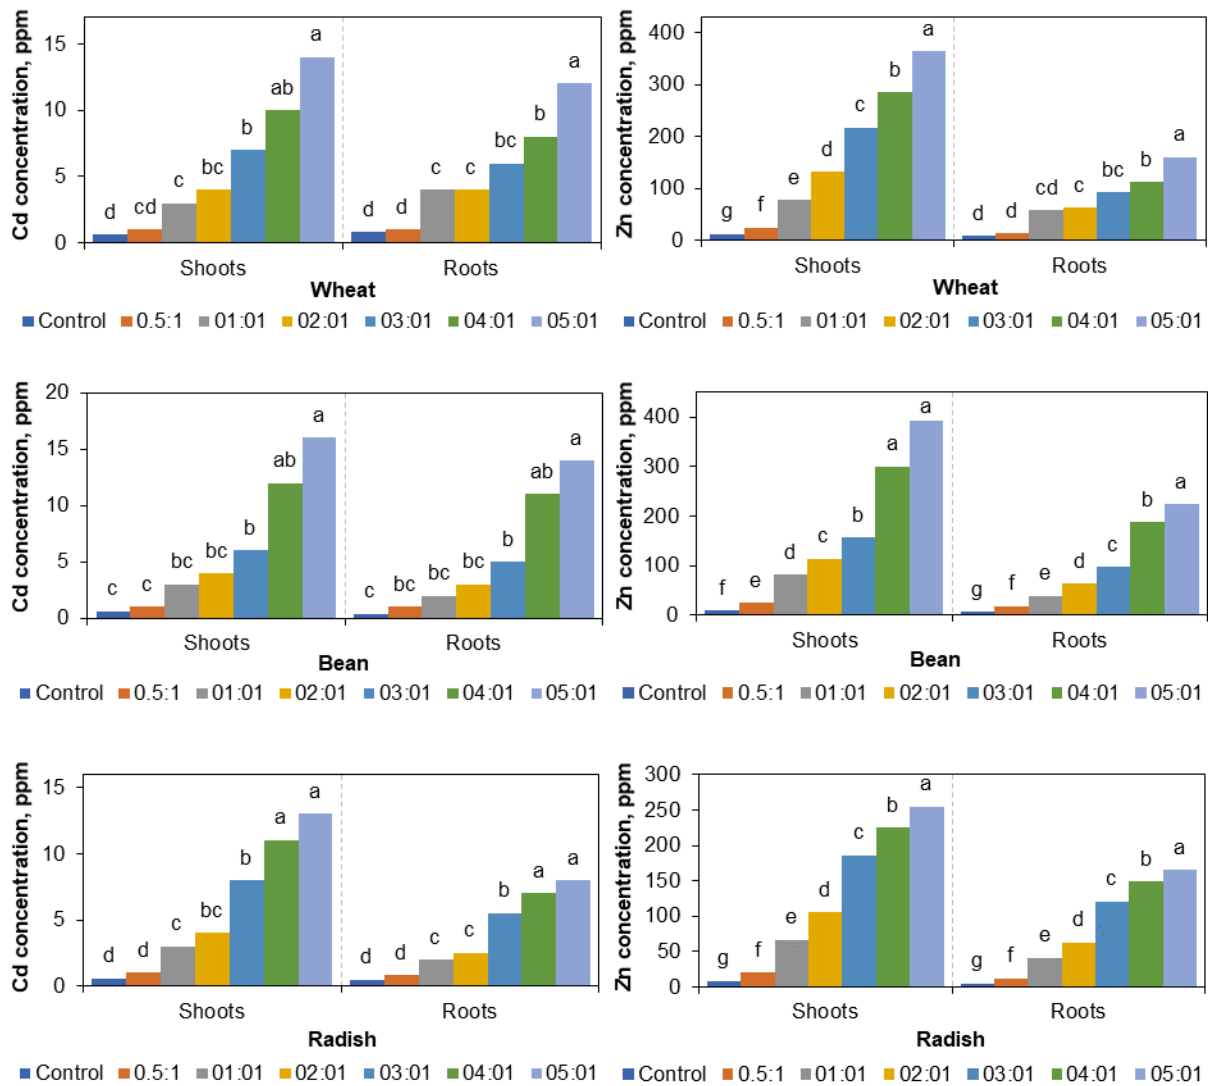 Cd concentration, ppm
15
10
5
0
d cd c bc b ab a
d d c c bc b a
Shoots Roots
Wheat
Control 0.5:1 01:01 02:01 03:01 04:01 05:01
Zn concentration, ppm
400
300
200
100
0
g f e d c b a
d d cd c bc b a
Shoots Roots
Wheat
Control 0.5:1 01:01 02:01 03:01 04:01 05:01
Cd concentration, ppm
20
15
10
5
0
c c bc bc b ab a
c bc bc bc b ab a
Shoots Roots
Bean
Control 0.5:1 01:01 02:01 03:01 04:01 05:01
Zn concentration, ppm
400
300
200
100
0
f e d c b a a
g f e d c b a
Shoots Roots
Bean
Control 0.5:1 01:01 02:01 03:01 04:01 05:01
Cd concentration, ppm
15
10
5
0
d d c bc b a a
d d c c b a a
Shoots Roots
Radish
Control 0.5:1 01:01 02:01 03:01 04:01 05:01
Zn concentration, ppm
300
250
200
150
100
50
0
g f e d c b a
g f e d c b a
Shoots Roots
Radish
Control 0.5:1 01:01 02:01 03:01 04:01 05:01